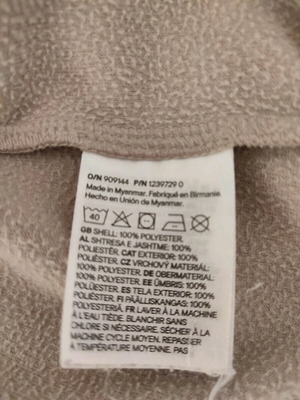 O/N 909144 P/N 1239729 0
Made in Myanmar. Fabriqué en Birmanie.
Hecho en Unión de Myanmar.
40
GB SHELL: 100% POLYESTER.
AL SHTRESA E JASHTME: 100%
POLIESTËR. CAT EXTERIOR: 100%
POLIÈSTER. CZ VRCHOVÝ MATERIÁL:
POLYESTER. DE OBERMATERIAL:
POLYESTER. EE ÜMBRIS: 100%
POLÜESTER. ES TELA EXTERIOR: 100%
POLIÉSTER. FI PÄÄLLISKANGAS: 100%
POLYESTERI. FR LAVER À LA MACHINE
À L'EAU TIÈDE. BLANCHIR SANS
CHLORE SI NÉCESSAIRE. SÉCHER À LA
MACHINE CYCLE MOYEN. REPASSER
À TEMPÉRATURE MOYENNE. PAS